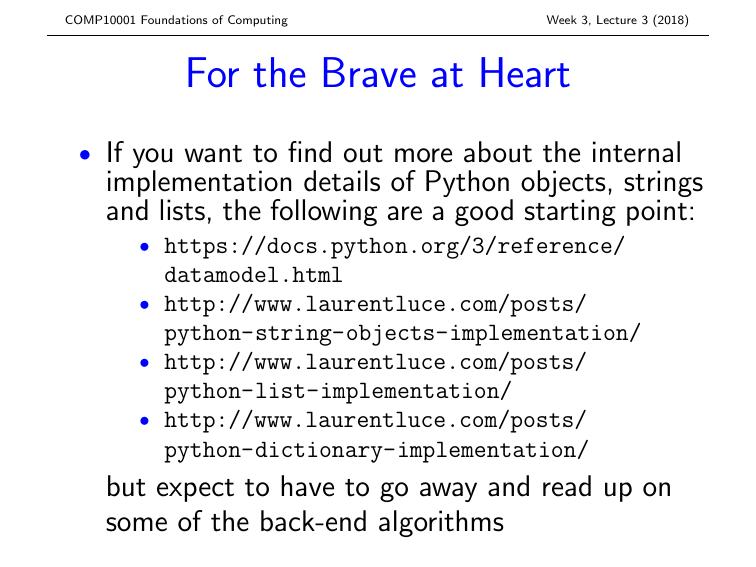 COMP10001 Foundations of Computing Week 3, Lecture 3 (2018)
For the Brave at Heart
• If you want to find out more about the internal
implementation details of Python objects, strings
and lists, the following are a good starting point:
• https://docs.python.org/3/reference/
datamodel.html
• http://www.laurentluce.com/posts/
python-string-objects-implementation/
• http://www.laurentluce.com/posts/
python-list-implementation/
• http://www.laurentluce.com/posts/
python-dictionary-implementation/
but expect to have to go away and read up on
some of the back-end algorithms